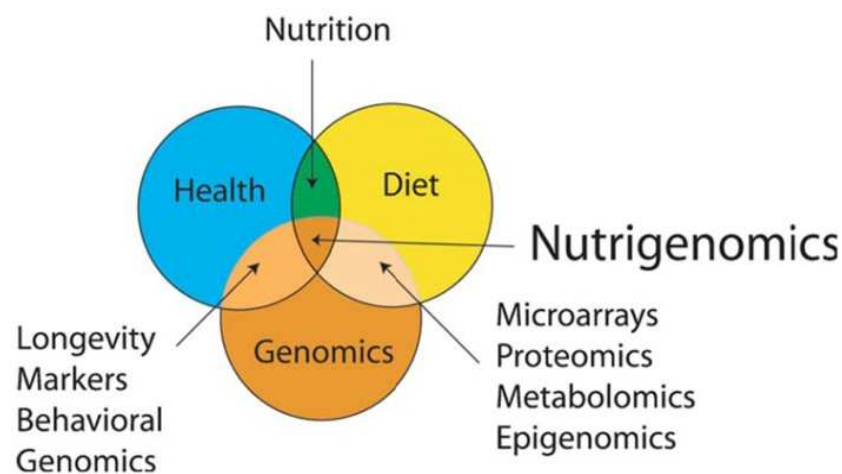 Nutrition
Health
Diet
Nutrigenomics
Genomics
Longevity
Markers
Behavioral
Genomics
Microarrays
Proteomics
Metabolomics
Epigenomics